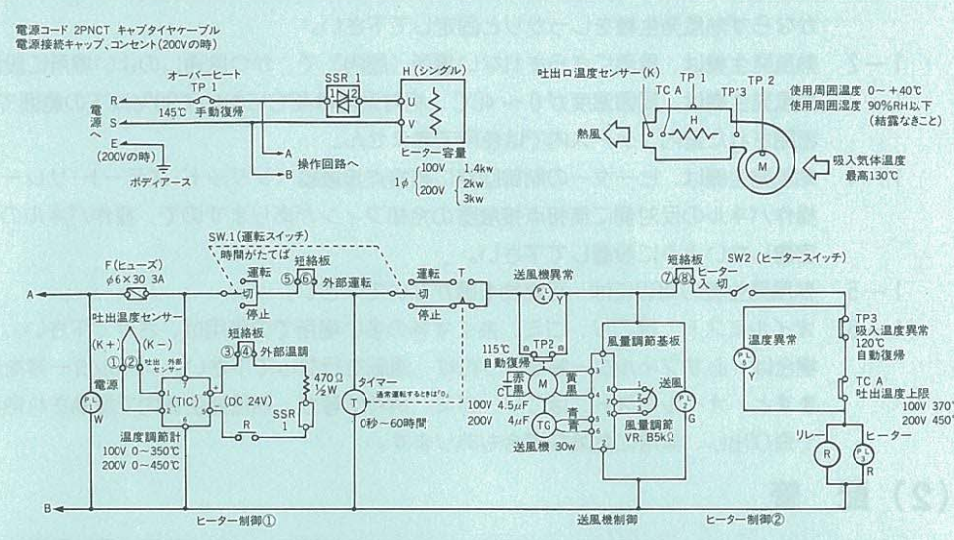 電源コード 2PNCT キャプタイヤケーブル
電源接続キャップ、コンセント(200Vの時)
オーバーヒート
TP 1
145℃ 手動復帰
SSR 1
1 2
H (シングル)
電源へ
R
S
E
(200Vの時)
ボディアース
U
V
A
B
操作回路へ
ヒーター容量
1φ
100V 1.4kw
200V 2kw
3kw
吐出口温度センサー(K)
TC A
TP 1
TP 3
TP 2
H
M
熱風
使用周囲温度 0~+40℃
使用周囲湿度 90%RH以下
(結露なきこと)
吸入気体温度
最高130℃
SW.1 (運転スイッチ)
時間がたてば
F(ヒューズ)
φ6×30 3A
運転
切
停止
短絡板
⑤ ⑥ 外部運転
運転 T
切
停止
送風機異常
PL 4
Y
短絡板
⑦ ⑧
ヒーター
入 切
SW2 (ヒータースイッチ)
A
吐出温度センサー
(K+) (K-)
① ②
吐出 外部
センサー
電源
PL
W
(TIC)
(DC 24V)
1
2
4
5
+
-
温度調節計
100V 0~350℃
200V 0~450℃
短絡板
③ ④ 外部温調
R
470Ω
½W
SSR
1
タイマー
通常運転するときは「0」
T
0秒~60時間
115℃
自動復帰
TP2
赤
黒
C
100V 4.5μF
200V 4μF
M
TG
黄
黒
青
青
送風機 30w
風量調節基板
3
4
5
6
2
8
7
9
1
2
3
送風
風量調節
VR. B5kΩ
PL 2
G
温度異常
PL 5
Y
TP3
吸入温度異常
120℃
自動復帰
TC A
吐出温度上限
100V 370℃
200V 450℃
リレー
R
ヒーター
PL 3
R
B
ヒーター制御①
送風機制御
ヒーター制御②
(2)